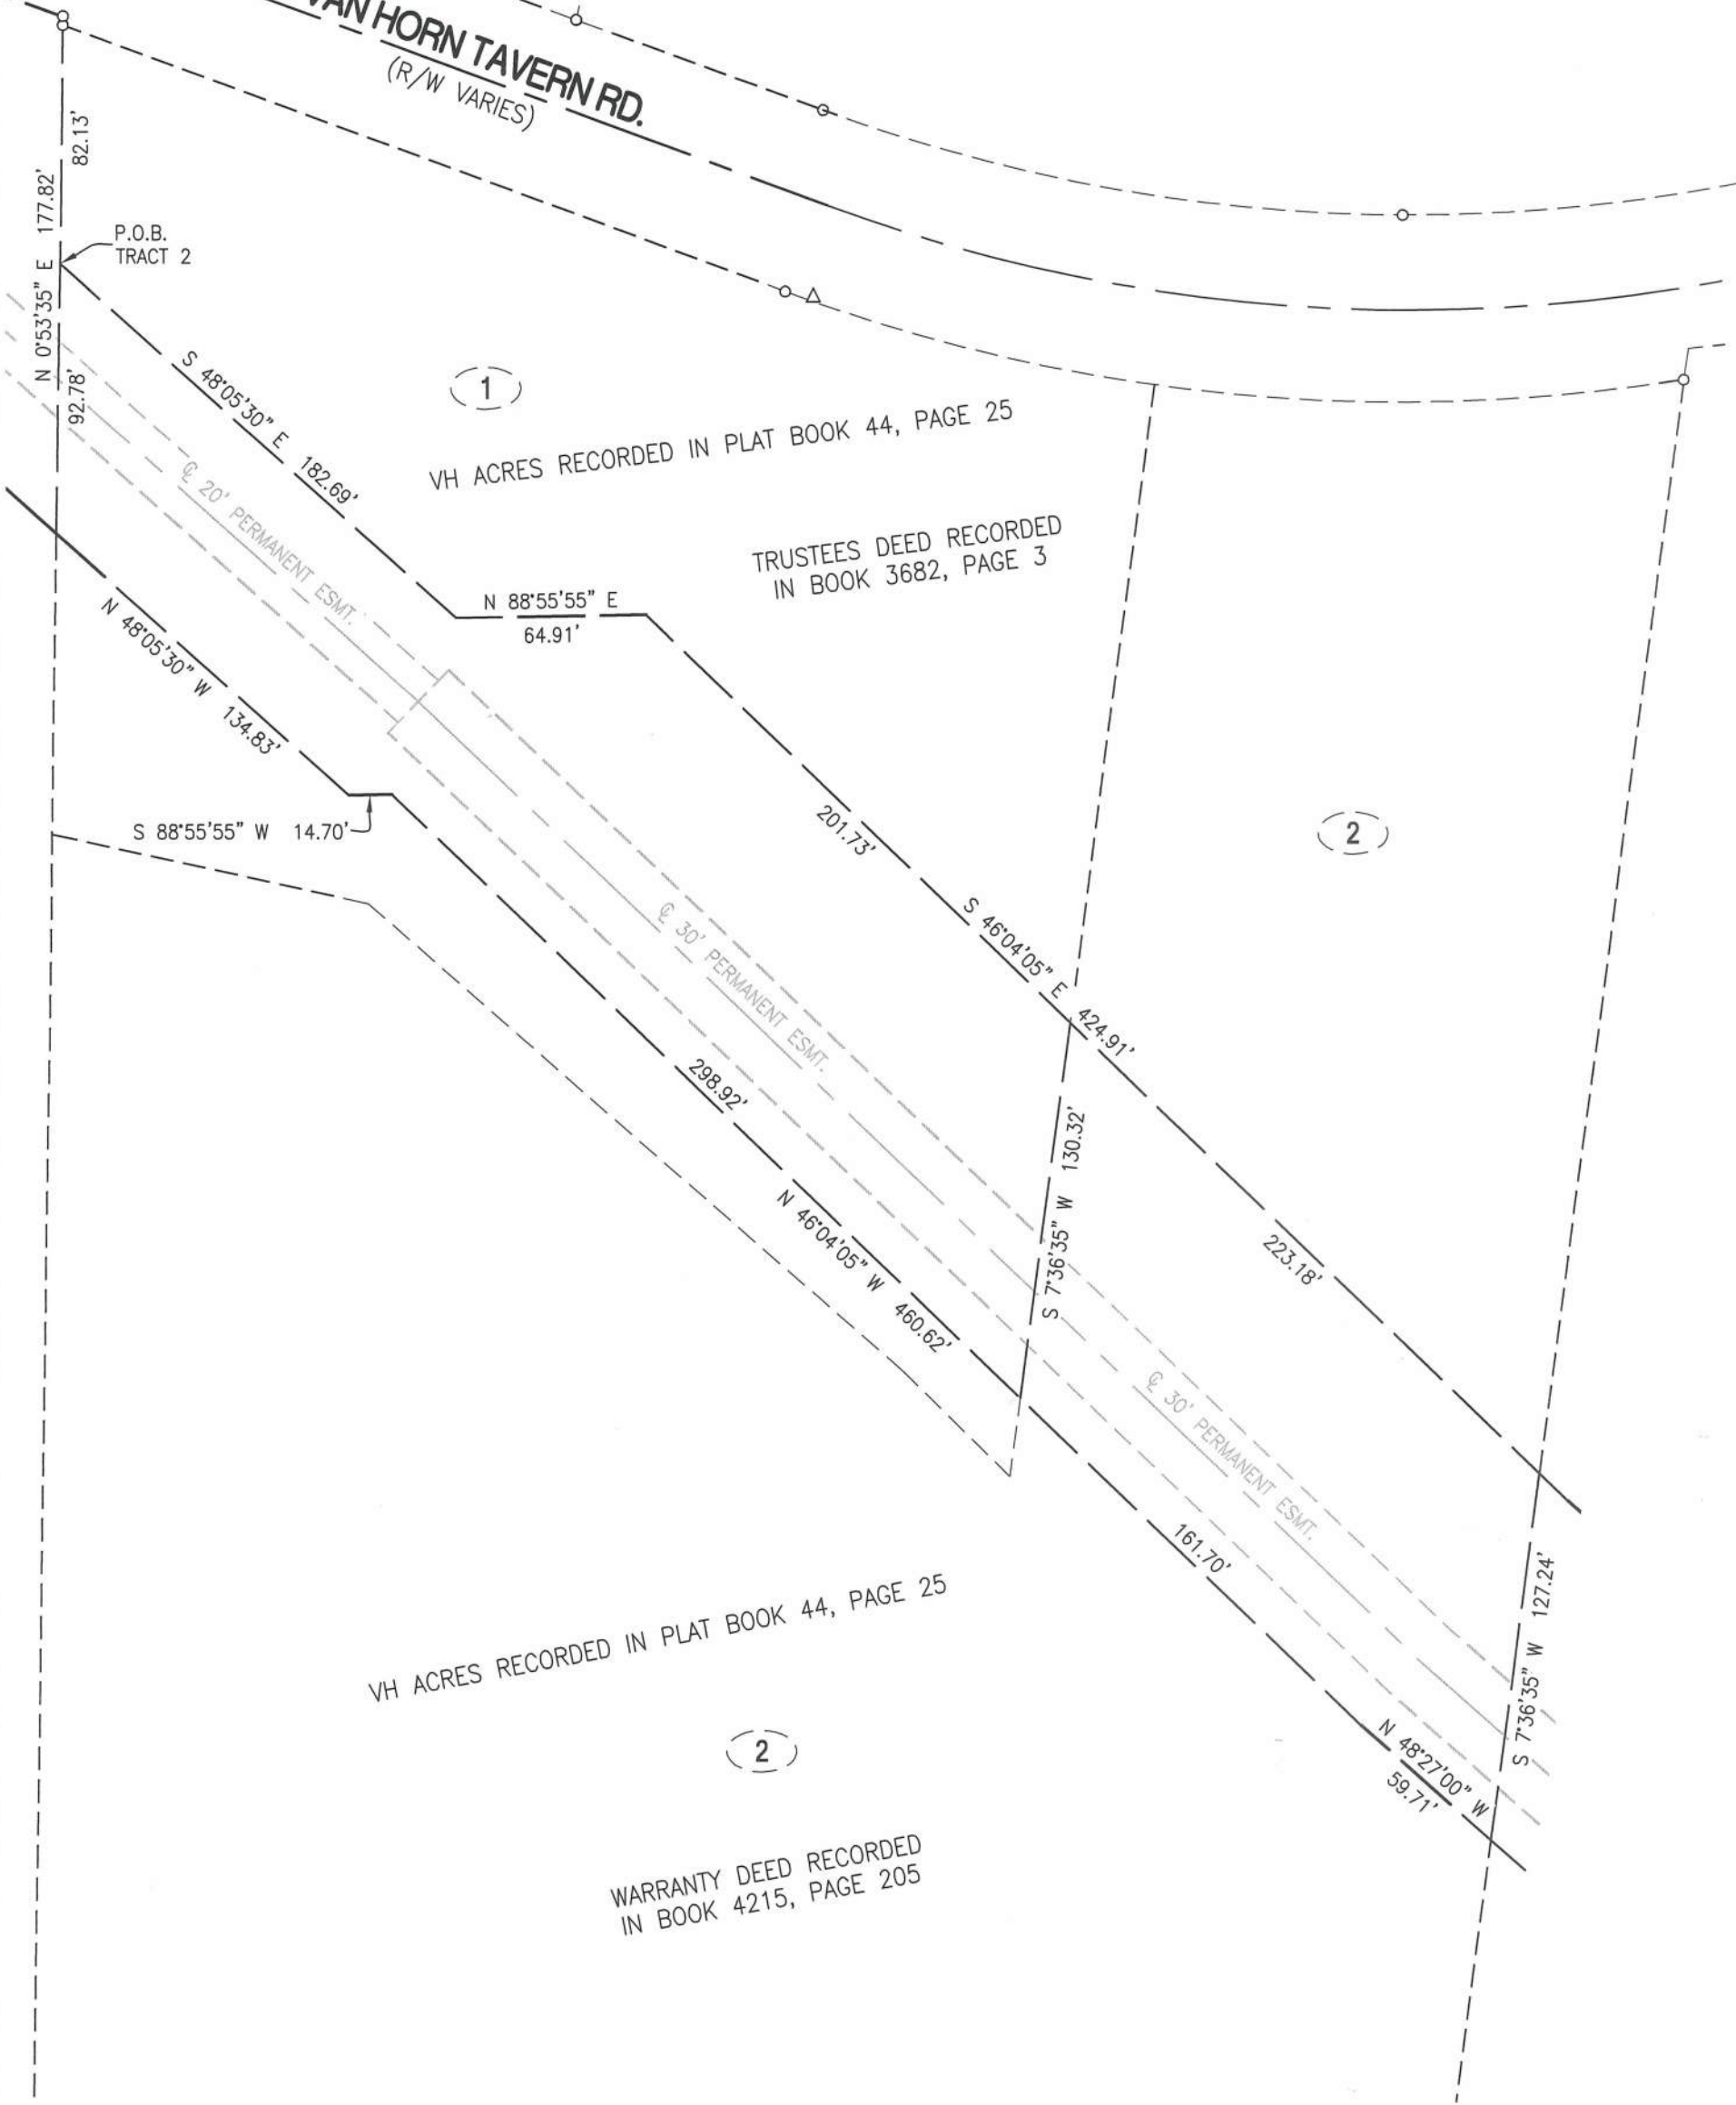 VAN HORN TAVERN RD.
(R/W VARIES)
82.13'
N 0°53'35" E 177.82'
P.O.B.
TRACT 2
92.78'
S 48°05'30" E 182.69'
1
VH ACRES RECORDED IN PLAT BOOK 44, PAGE 25
TRUSTEES DEED RECORDED
IN BOOK 3682, PAGE 3
℄ 20' PERMANENT ESMT.
N 88°55'55" E
64.91'
N 48°05'30" W 134.83'
S 88°55'55" W 14.70'
201.73'
2
S 46°04'05" E 424.91'
℄ 30' PERMANENT ESMT.
298.92'
S 7°36'35" W 130.32'
N 46°04'05" W 460.62'
223.18'
℄ 30' PERMANENT ESMT.
161.70'
S 7°36'35" W 127.24'
N 48°27'00" W
59.71'
VH ACRES RECORDED IN PLAT BOOK 44, PAGE 25
2
WARRANTY DEED RECORDED
IN BOOK 4215, PAGE 205